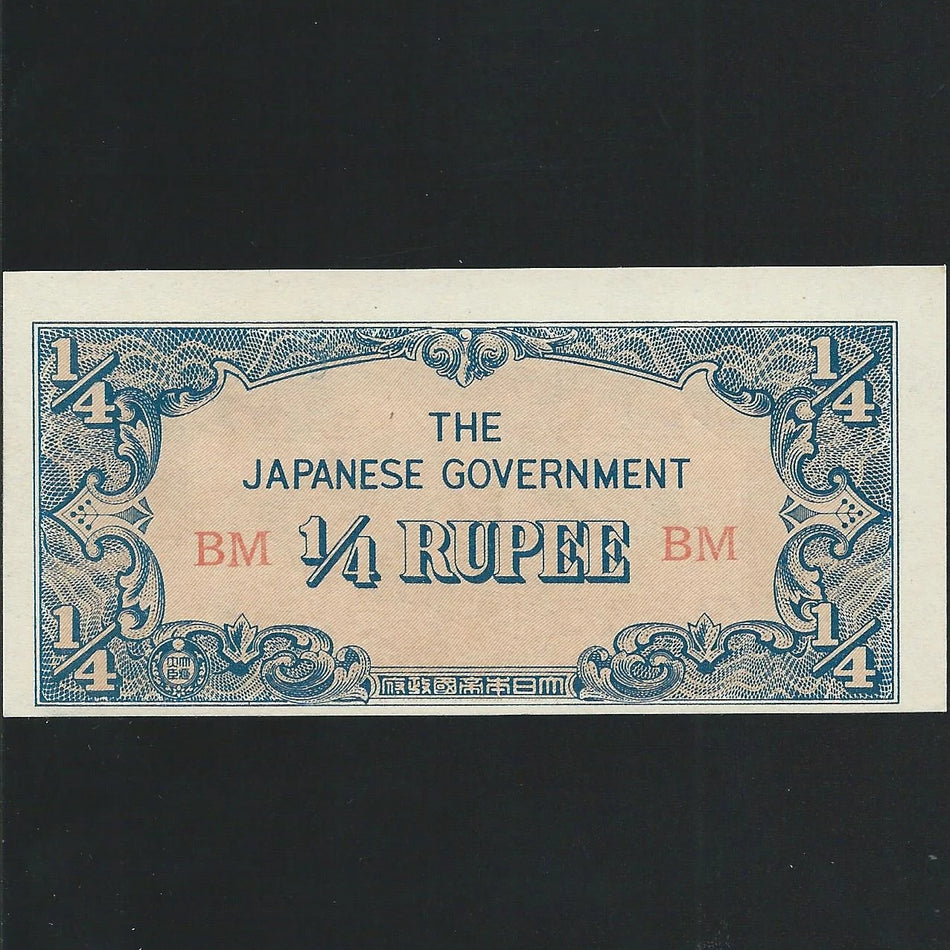 1/4 1/4
THE
JAPANESE GOVERNMENT
BM 1/4 RUPEE BM
1/4 1/4
府政國帝本日大